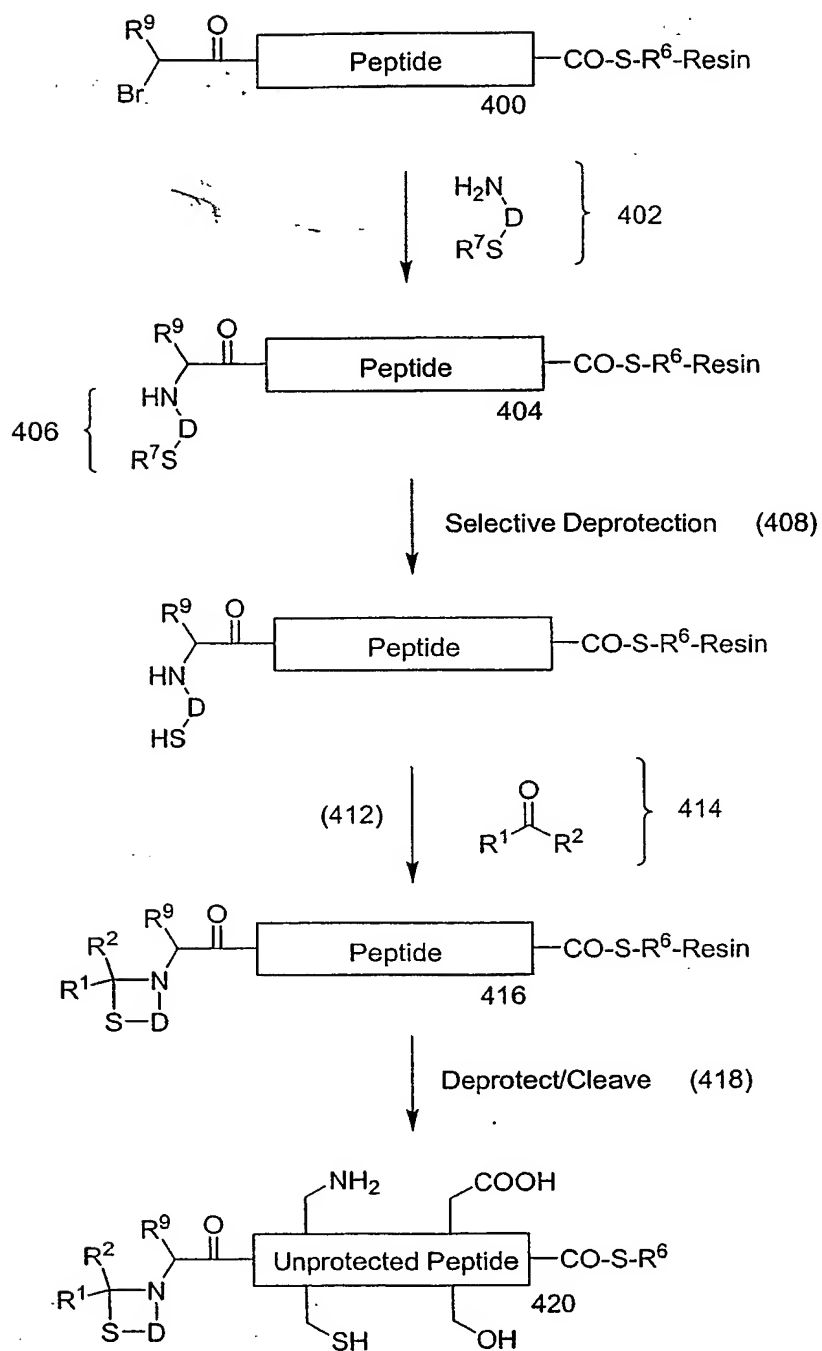 R⁹ O
Br Peptide CO-S-R⁶-Resin
400
H₂N
D 402
R⁷S
R⁹ O
Peptide CO-S-R⁶-Resin
HN 404
406 D
R⁷S
Selective Deprotection (408)
R⁹ O
Peptide CO-S-R⁶-Resin
HN
D
HS
O
(412) 414
R¹ R²
R⁹ O
R² Peptide CO-S-R⁶-Resin
R¹ N 416
S-D
Deprotect/Cleave (418)
NH₂ COOH
R⁹ O
R² Unprotected Peptide CO-S-R⁶
R¹ N 420
S-D
SH OH